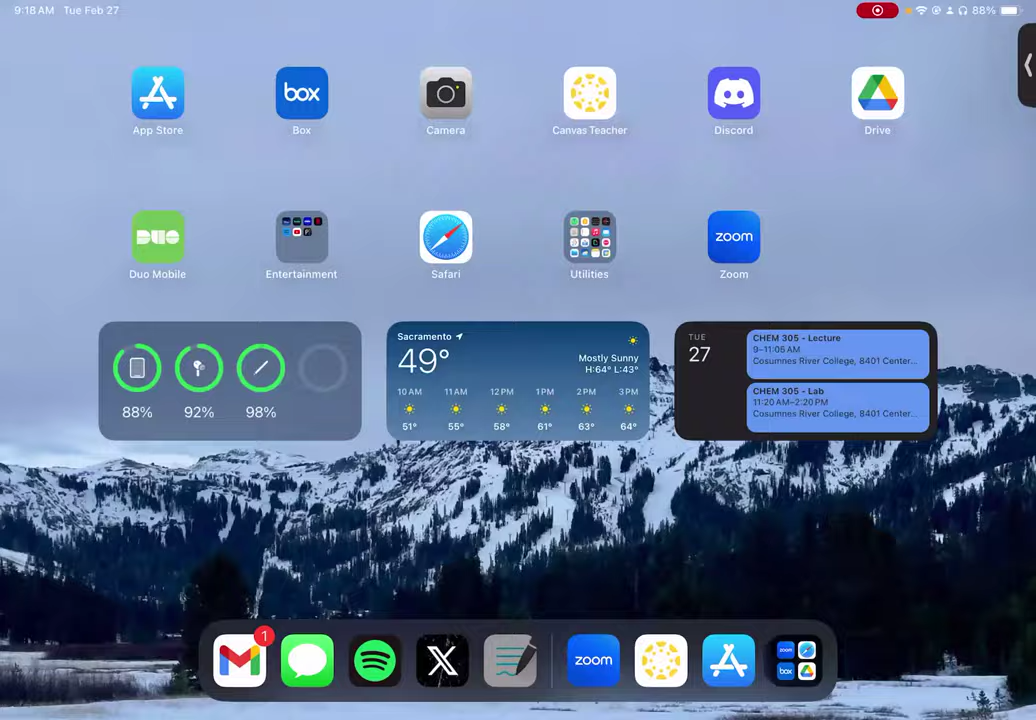 9:18 AM Tue Feb 27
88%
App Store
box
Box
Camera
Canvas Teacher
Discord
Drive
DUO
Duo Mobile
Entertainment
Safari
Utilities
zoom
Zoom
88%
92%
98%
Sacramento
49°
Mostly Sunny
H:64° L:43°
10 AM 11 AM 12 PM 1 PM 2 PM 3 PM
51° 55° 58° 61° 63° 64°
TUE
27
CHEM 305 - Lecture
9–11:05 AM
Cosumnes River College, 8401 Center...
CHEM 305 - Lab
11:20 AM–2:20 PM
Cosumnes River College, 8401 Center...
1
zoom
zoom
box